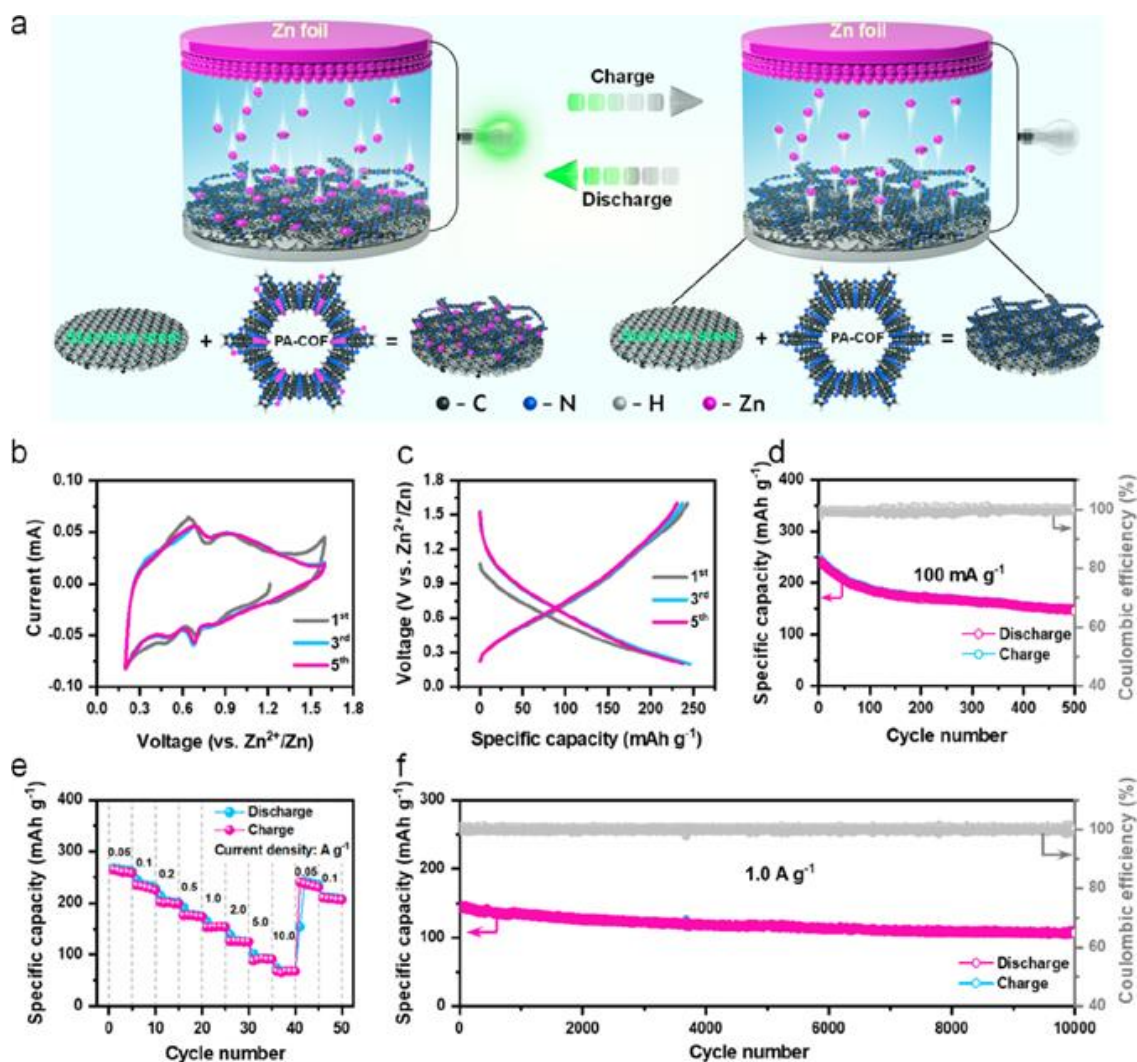 a
Zn foil
Zn foil
Charge
Discharge
+
PA-COF
=
+
PA-COF
=
- C
- N
- H
- Zn
b
0.10
0.05
0.00
-0.05
-0.10
Current (mA)
0.3
0.6
0.9
1.2
1.5
1.8
0.0
Voltage (vs. Zn²⁺/Zn)
1ˢᵗ
3ʳᵈ
5ᵗʰ
c
1.8
1.5
1.2
0.9
0.6
0.3
0.0
Voltage (V vs. Zn²⁺/Zn)
0 50 100 150 200 250
Specific capacity (mAh g⁻¹)
1ˢᵗ
3ʳᵈ
5ᵗʰ
d
400
300
200
100
0
Specific capacity (mAh g⁻¹)
100 mA g⁻¹
Discharge
Charge
0 100 200 300 400 500
Cycle number
100
80
60
40
Coulombic efficiency (%)
e
400
300
200
100
0
Specific capacity (mAh g⁻¹)
Discharge
Charge
Current density: A g⁻¹
0.05
0.1
0.2
0.5
1.0
2.0
5.0
10.0
0.05
0.1
0 10 20 30 40 50
Cycle number
f
300
200
100
0
Specific capacity (mAh g⁻¹)
1.0 A g⁻¹
Discharge
Charge
0 2000 4000 6000 8000 10000
Cycle number
100
80
60
40
Coulombic efficiency (%)